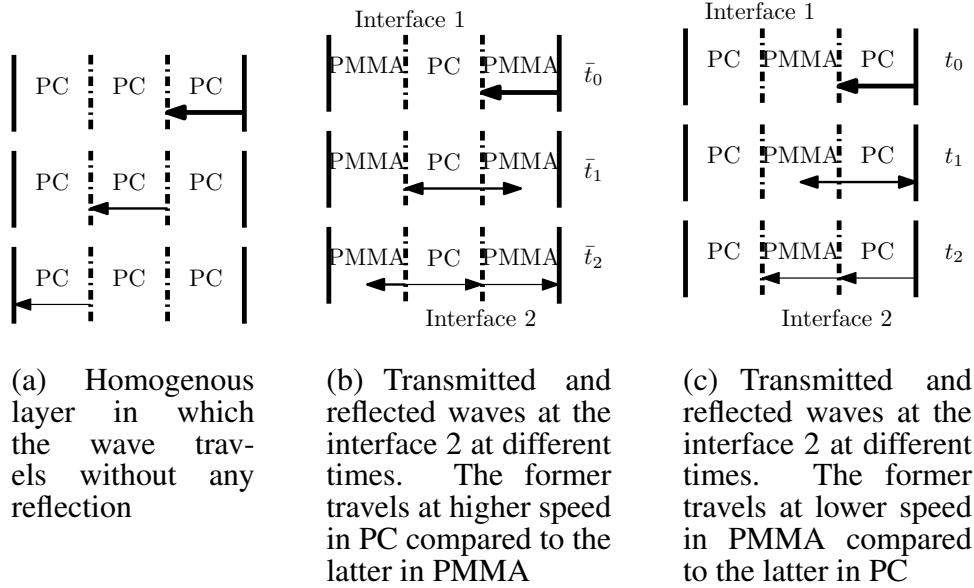 PC PC PC
PC PC PC
PC PC PC
(a) Homogenous
layer in which
the wave trav-
els without any
reflection
Interface 1
PMMA PC PMMA t̄0
PMMA PC PMMA t̄1
PMMA PC PMMA t̄2
Interface 2
(b) Transmitted and
reflected waves at the
interface 2 at different
times. The former
travels at higher speed
in PC compared to the
latter in PMMA
Interface 1
PC PMMA PC t0
PC PMMA PC t1
PC PMMA PC t2
Interface 2
(c) Transmitted and
reflected waves at the
interface 2 at different
times. The former
travels at lower speed
in PMMA compared
to the latter in PC